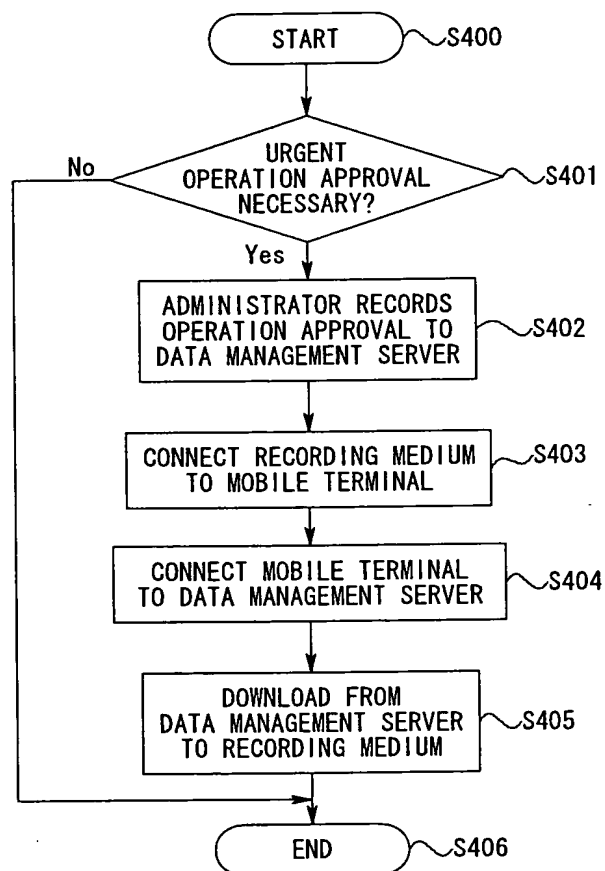 START
S400
URGENT
OPERATION APPROVAL
NECESSARY?
S401
No
Yes
ADMINISTRATOR RECORDS
OPERATION APPROVAL TO
DATA MANAGEMENT SERVER
S402
CONNECT RECORDING MEDIUM
TO MOBILE TERMINAL
S403
CONNECT MOBILE TERMINAL
TO DATA MANAGEMENT SERVER
S404
DOWNLOAD FROM
DATA MANAGEMENT SERVER
TO RECORDING MEDIUM
S405
END
S406